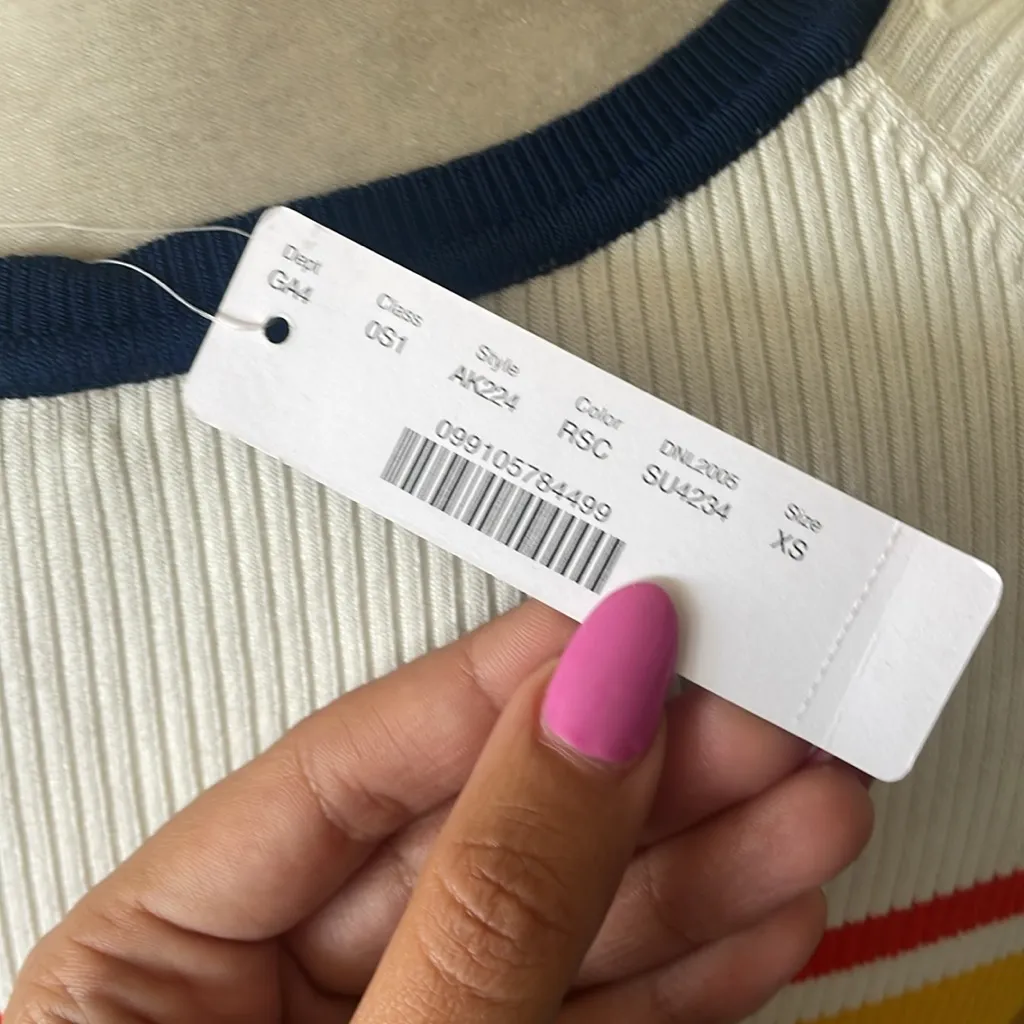 Dept Class Style Color DNL2005 Size
GA4 0S1 AK224 RSC SU4234 XS
099105784499